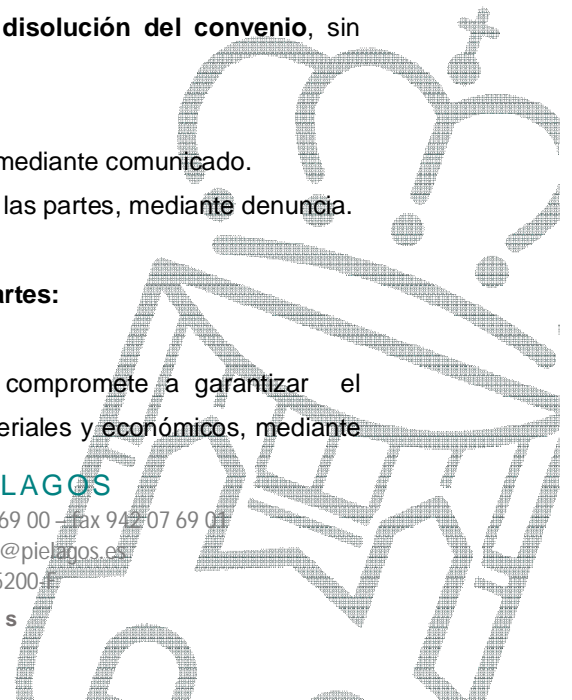 disolución del convenio, sin
mediante comunicado.
las partes, mediante denuncia.
artes:
compromete a garantizar el
eriales y económicos, mediante
LAGOS
69 00 – fax 942 07 69 01
@pielagos.es
5200-F
s